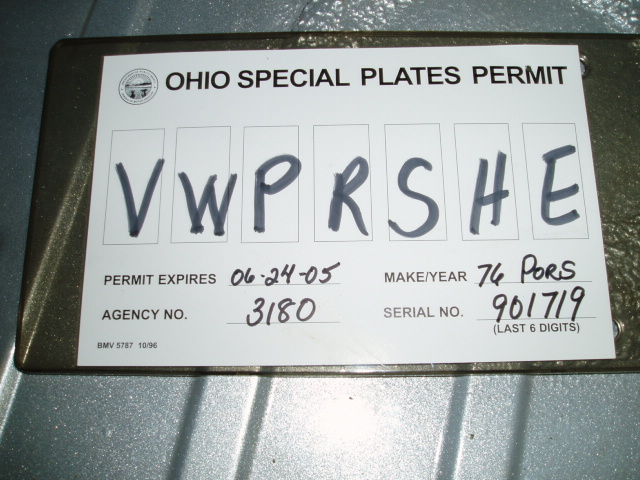 OHIO SPECIAL PLATES PERMIT
VWPRSHE
PERMIT EXPIRES 06-24-05 MAKE/YEAR 76 PORS
AGENCY NO. 3180 SERIAL NO. 901719
(LAST 6 DIGITS)
BMV 5787 10/96